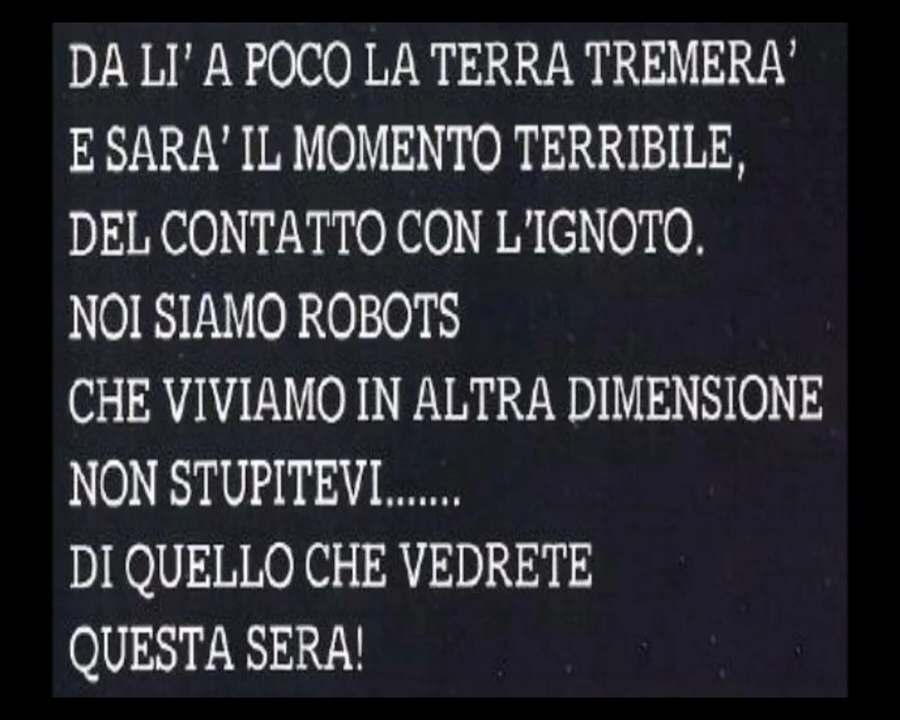 DA LI' A POCO LA TERRA TREMERA'
E SARA' IL MOMENTO TERRIBILE,
DEL CONTATTO CON L'IGNOTO.
NOI SIAMO ROBOTS
CHE VIVIAMO IN ALTRA DIMENSIONE
NON STUPITEVI.......
DI QUELLO CHE VEDRETE
QUESTA SERA!